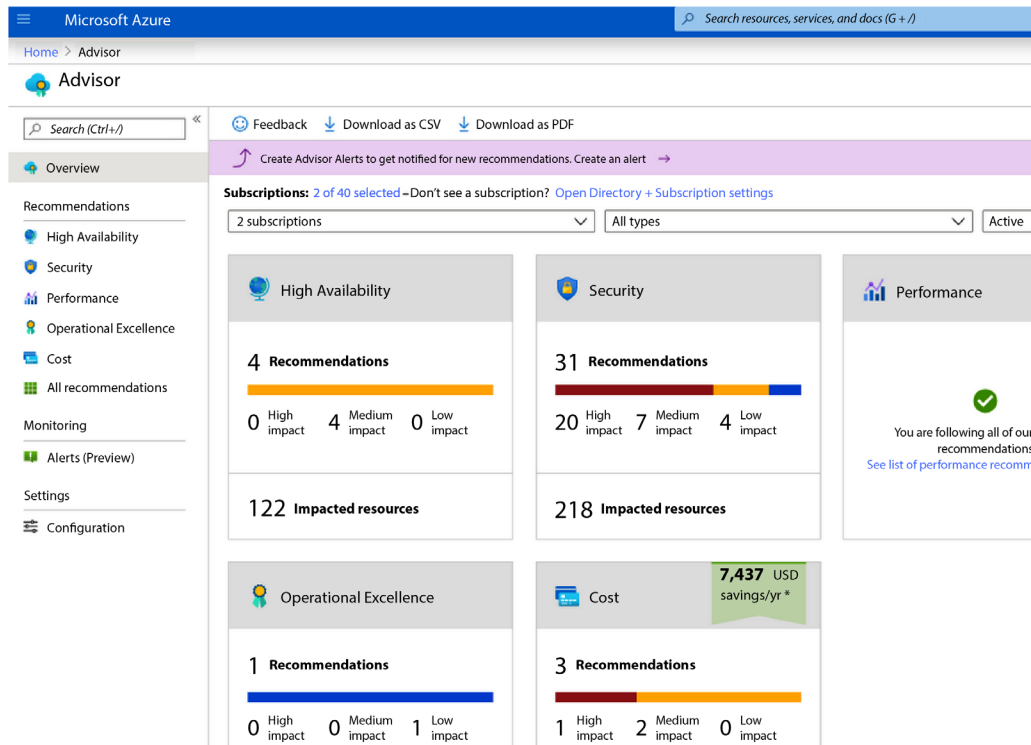 Microsoft Azure
Search resources, services, and docs (G + /)
Home > Advisor
Advisor
Search (Ctrl+/)
«
Overview
Recommendations
High Availability
Security
Performance
Operational Excellence
Cost
All recommendations
Monitoring
Alerts (Preview)
Settings
Configuration
Feedback Download as CSV Download as PDF
Create Advisor Alerts to get notified for new recommendations. Create an alert →
Subscriptions: 2 of 40 selected – Don't see a subscription? Open Directory + Subscription settings
2 subscriptions All types Active
High Availability
4 Recommendations
0 High impact 4 Medium impact 0 Low impact
122 Impacted resources
Security
31 Recommendations
20 High impact 7 Medium impact 4 Low impact
218 Impacted resources
Performance
You are following all of our
recommendations
See list of performance recomm
Operational Excellence
1 Recommendations
0 High impact 0 Medium impact 1 Low impact
Cost
7,437 USD
savings/yr *
3 Recommendations
1 High impact 2 Medium impact 0 Low impact